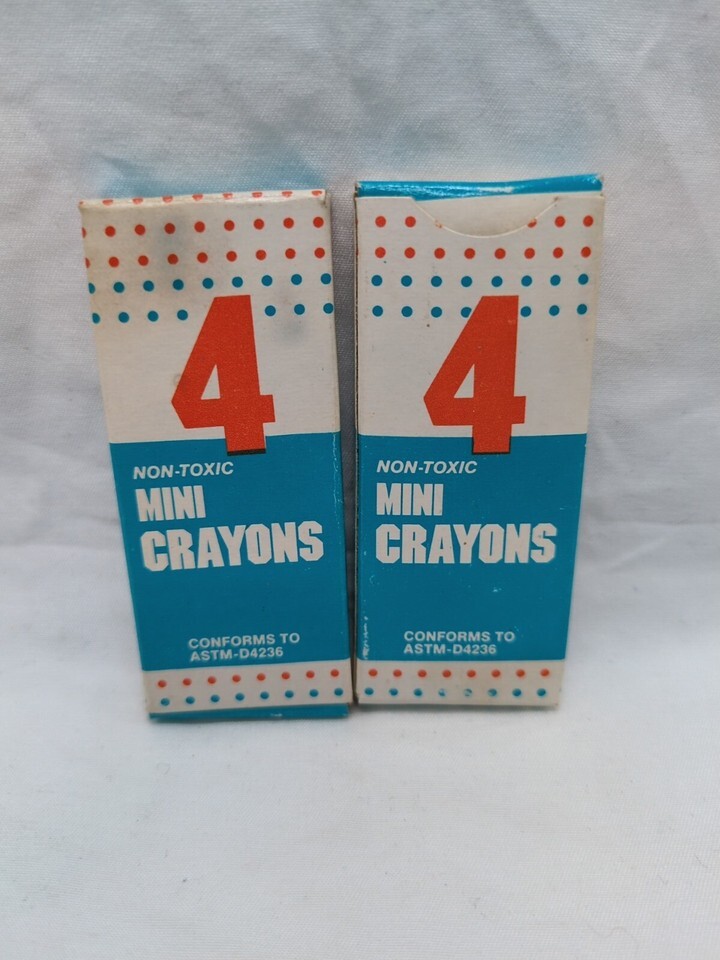 4
NON-TOXIC
MINI
CRAYONS
CONFORMS TO
ASTM-D4236
4
NON-TOXIC
MINI
CRAYONS
CONFORMS TO
ASTM-D4236